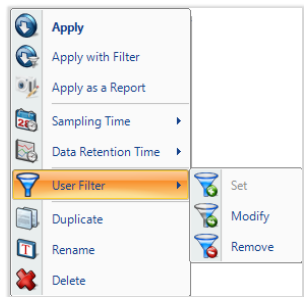 Apply
Apply with Filter
Apply as a Report
Sampling Time
Data Retention Time
User Filter
Set
Duplicate
Modify
Rename
Remove
Delete